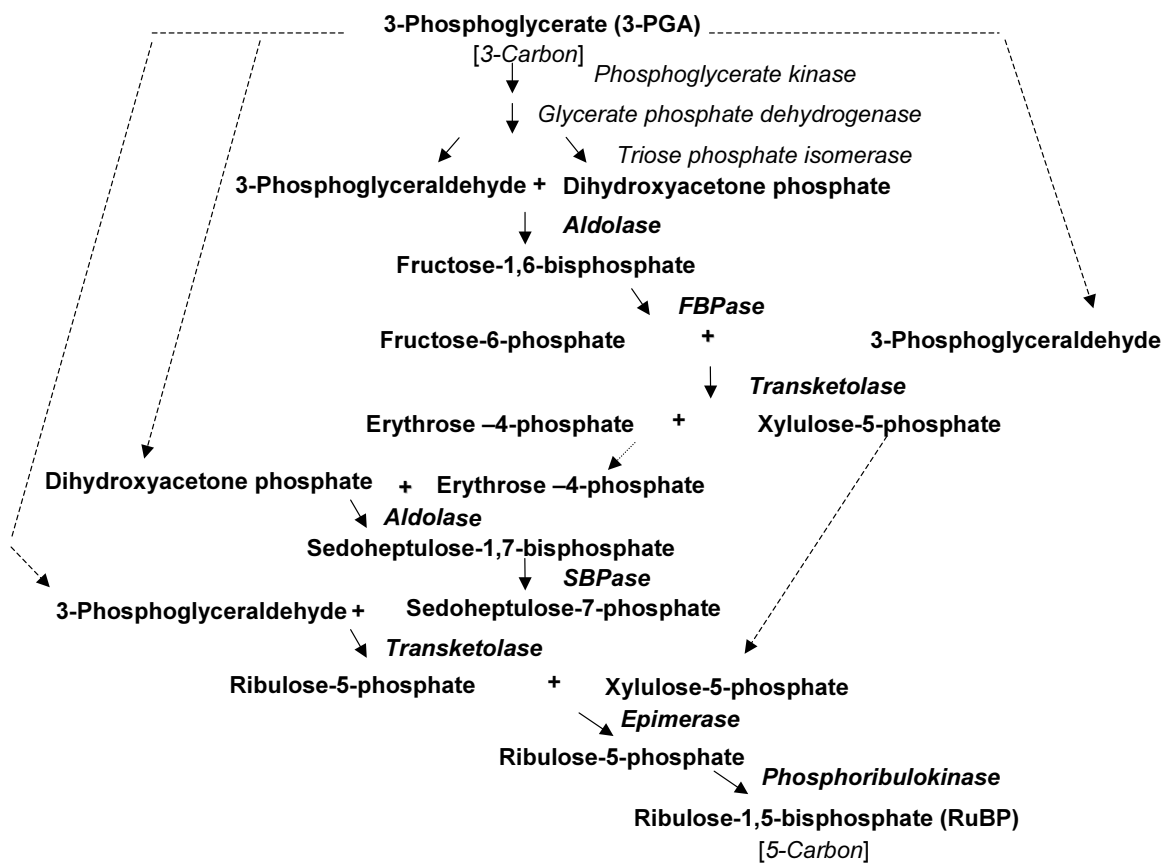 3-Phosphoglycerate (3-PGA)
[3-Carbon]
Phosphoglycerate kinase
Glycerate phosphate dehydrogenase
Triose phosphate isomerase
3-Phosphoglyceraldehyde + Dihydroxyacetone phosphate
Aldolase
Fructose-1,6-bisphosphate
FBPase
Fructose-6-phosphate + 3-Phosphoglyceraldehyde
Transketolase
Erythrose –4-phosphate + Xylulose-5-phosphate
Dihydroxyacetone phosphate + Erythrose –4-phosphate
Aldolase
Sedoheptulose-1,7-bisphosphate
SBPase
3-Phosphoglyceraldehyde + Sedoheptulose-7-phosphate
Transketolase
Ribulose-5-phosphate + Xylulose-5-phosphate
Epimerase
Ribulose-5-phosphate
Phosphoribulokinase
Ribulose-1,5-bisphosphate (RuBP)
[5-Carbon]